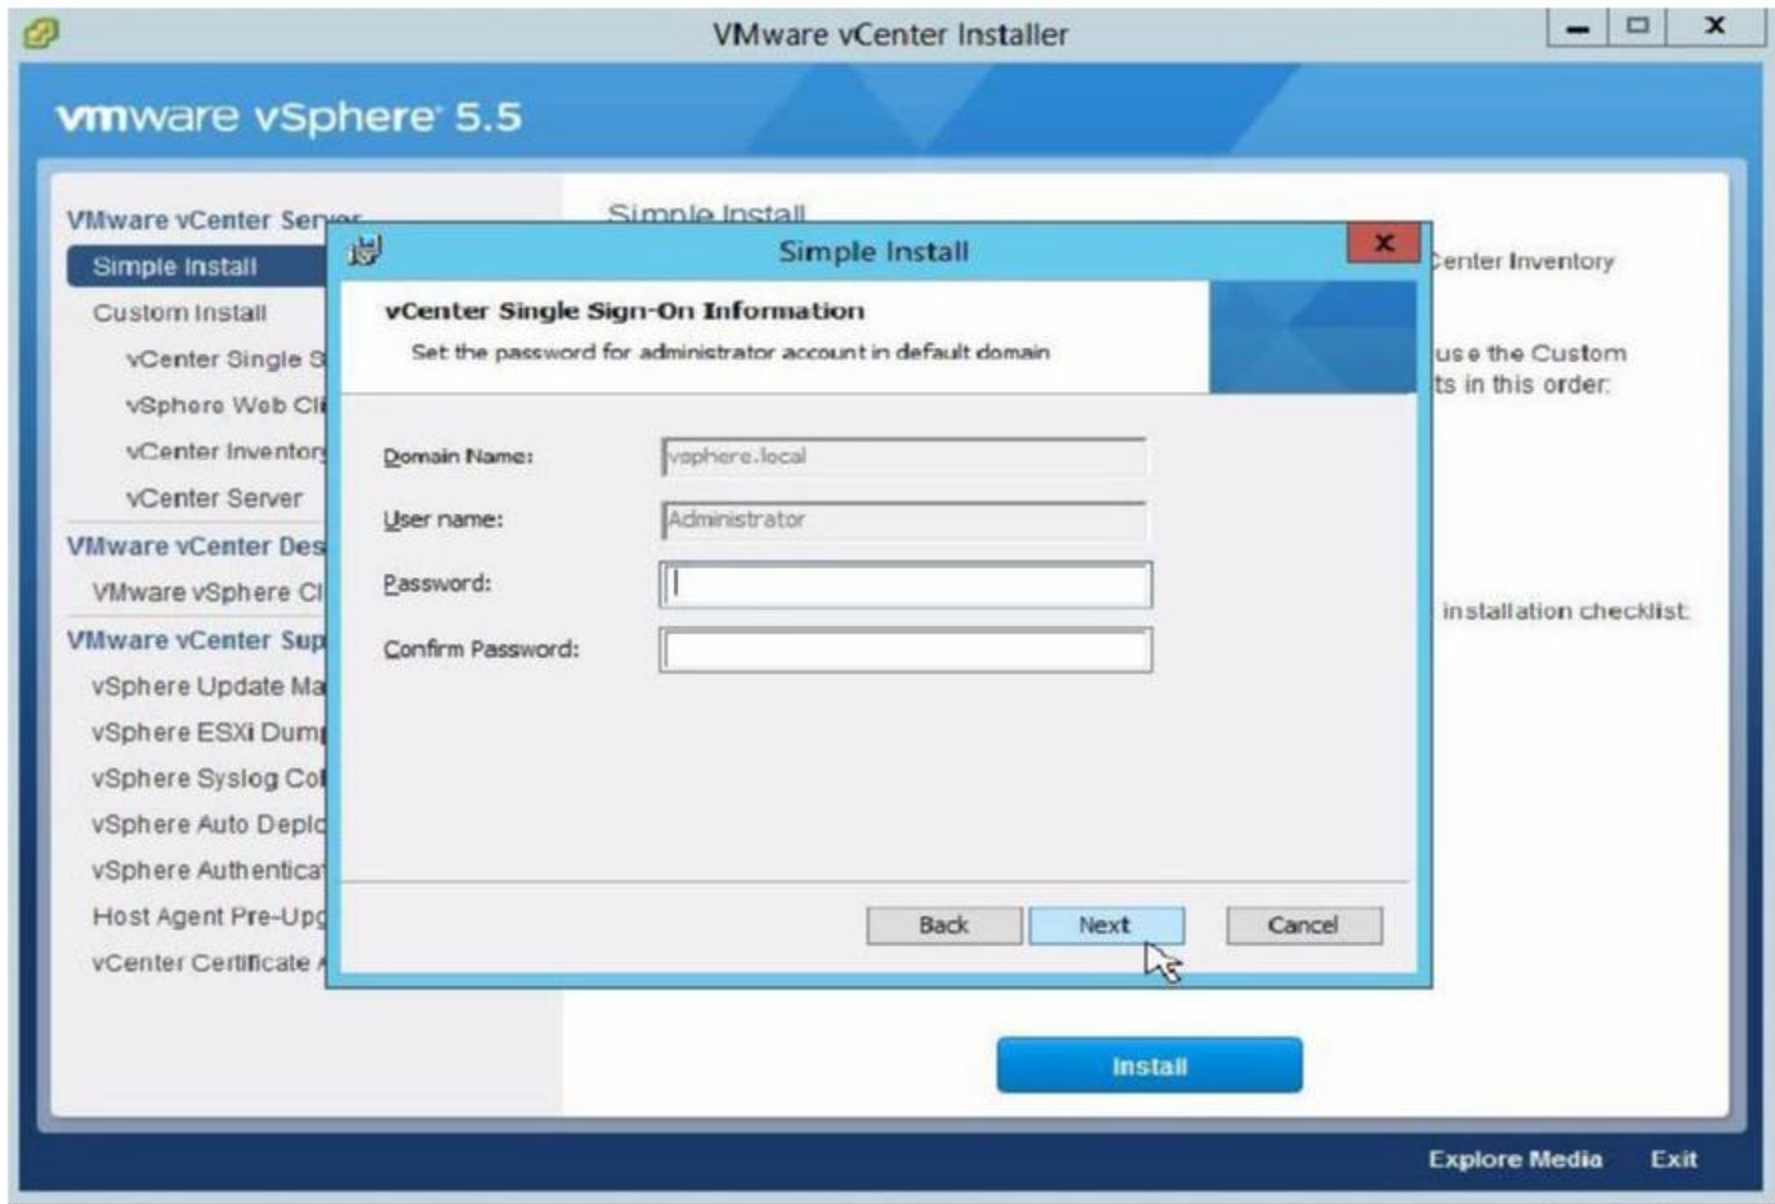 VMware vCenter Installer
vmware vSphere 5.5
VMware vCenter Server
Simple Install
Custom Install
vCenter Single S
vSphere Web Cli
vCenter Inventory
vCenter Server
VMware vCenter Des
VMware vSphere Cl
VMware vCenter Sup
vSphere Update Ma
vSphere ESXi Dump
vSphere Syslog Col
vSphere Auto Deplo
vSphere Authenticat
Host Agent Pre-Upg
vCenter Certificate A
Simple Install
Center Inventory
use the Custom
ts in this order:
installation checklist.
Simple Install
vCenter Single Sign-On Information
Set the password for administrator account in default domain
Domain Name: vsphere.local
User name: Administrator
Password:
Confirm Password:
Back Next Cancel
Install
Explore Media Exit